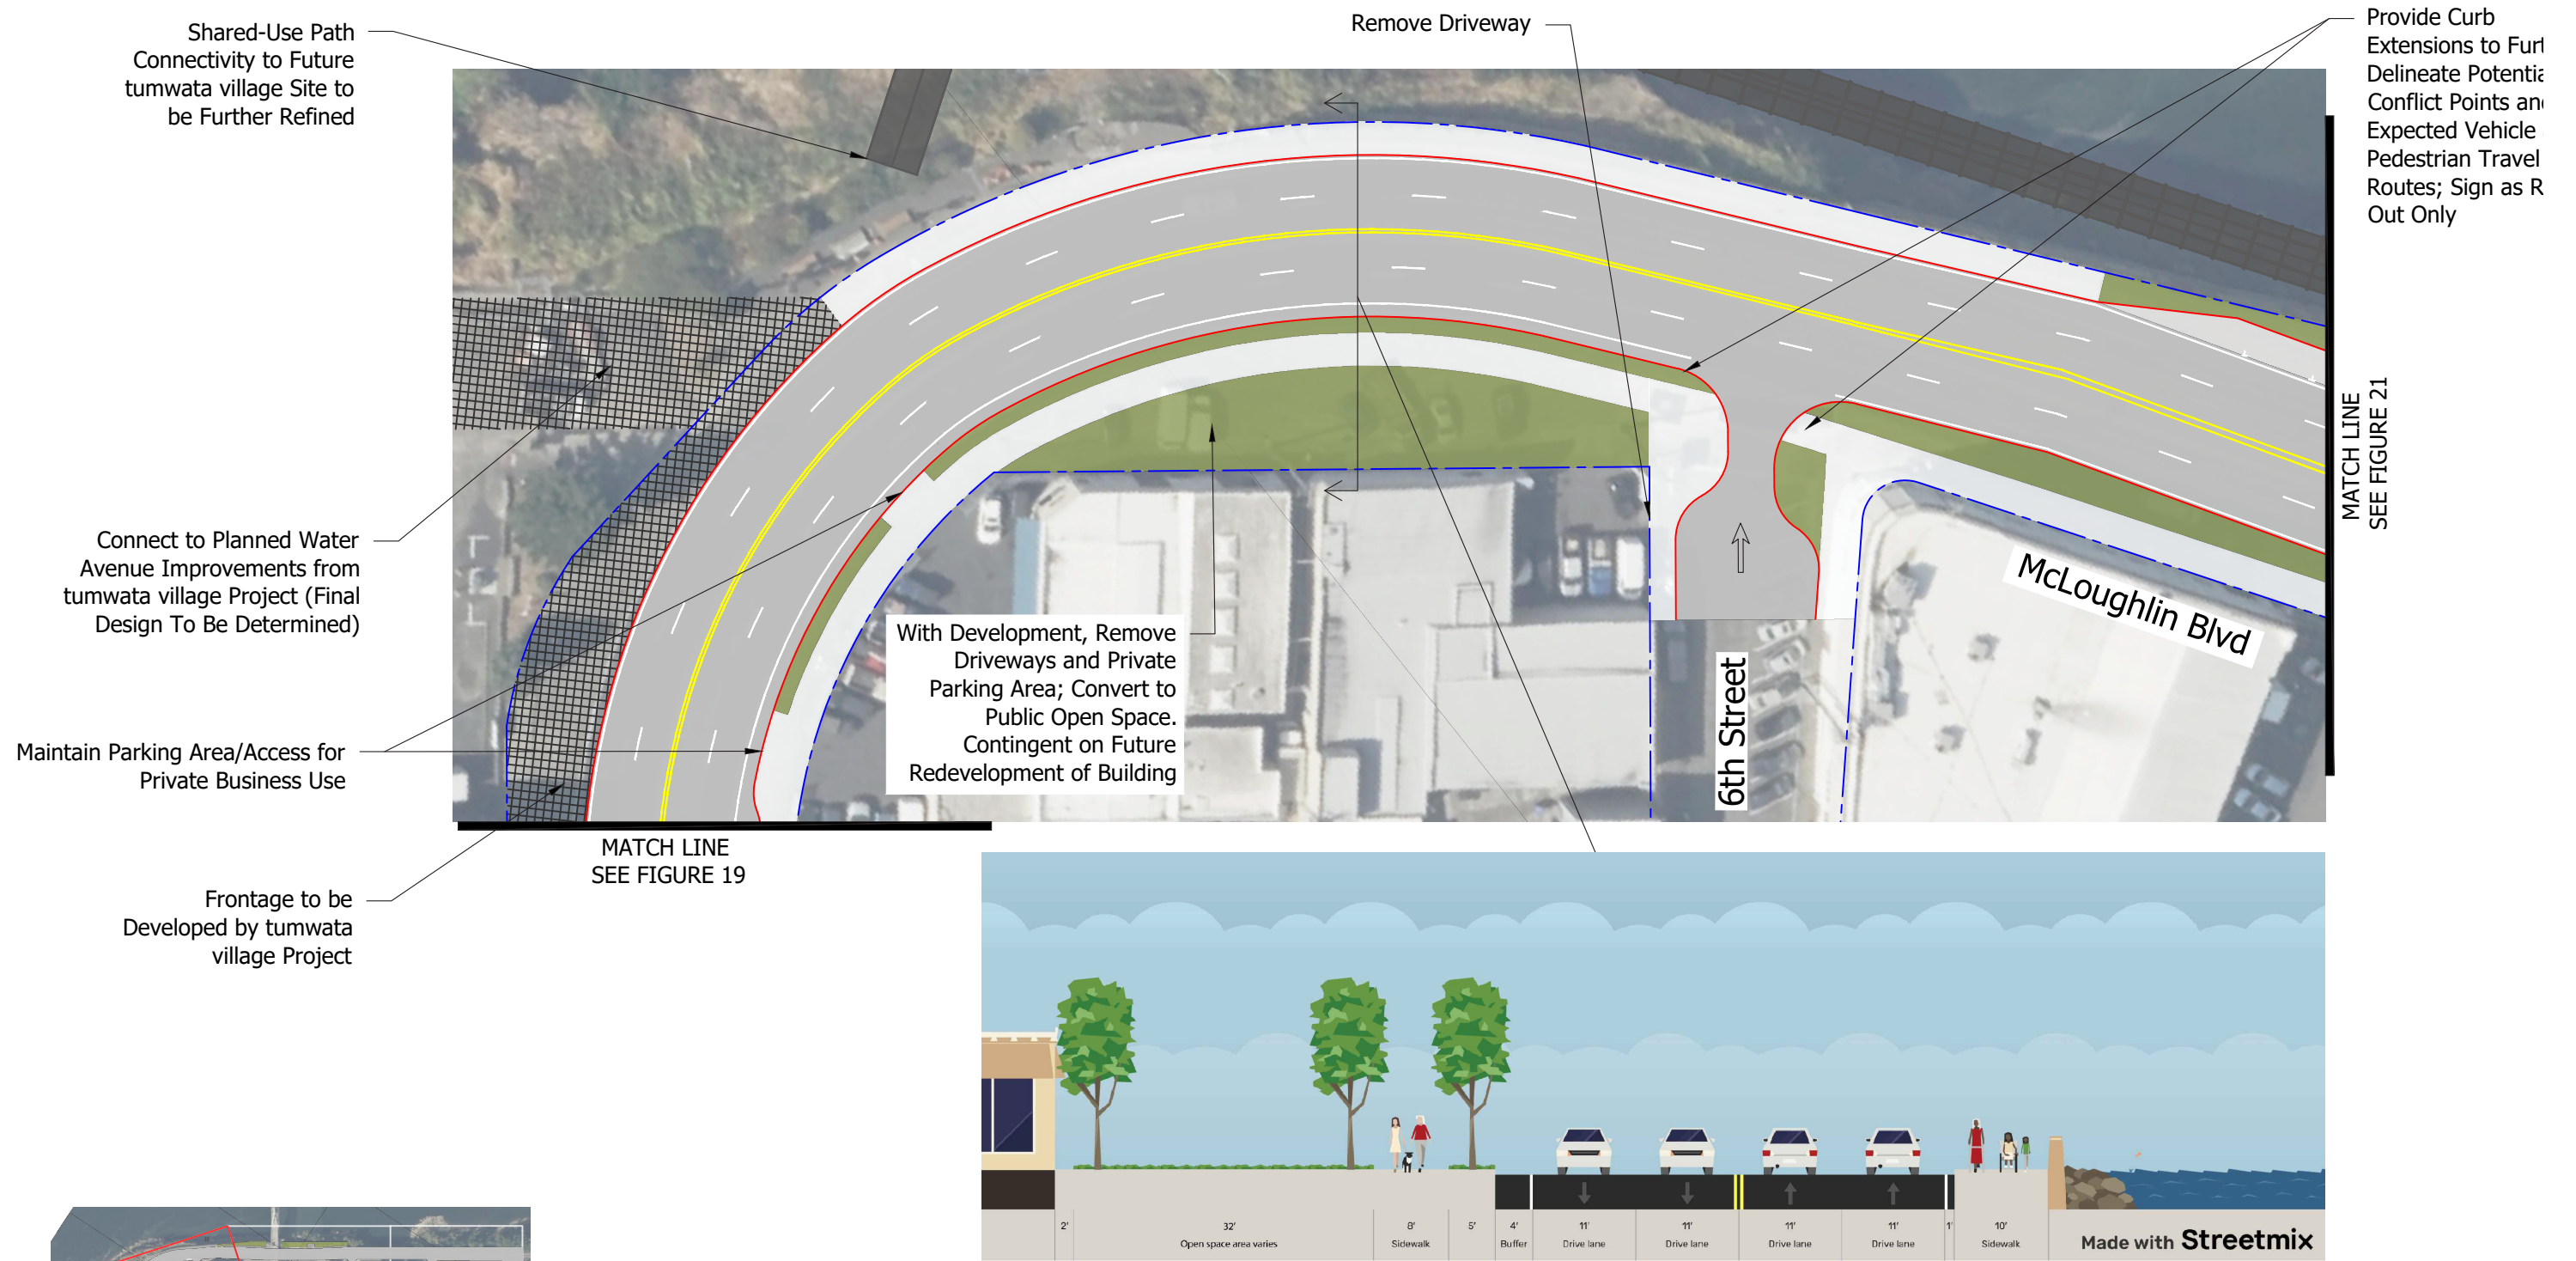 Shared-Use Path
Connectivity to Future
tumwata village Site to
be Further Refined
Remove Driveway
Provide Curb
Extensions to
Delineate
Conflict Points
Expected Vehicle
Pedestrian Travel
Routes; Sign as
Out Only
MATCH LINE
SEE FIGURE 21
Connect to Planned Water
Avenue Improvements from
tumwata village Project (Final
Design To Be Determined)
With Development, Remove
Driveways and Private
Parking Area; Convert to
Public Open Space.
Contingent on Future
Redevelopment of Building
McLoughlin Blvd
6th Street
Maintain Parking Area/Access for
Private Business Use
MATCH LINE
SEE FIGURE 19
Frontage to be
Developed by tumwata
village Project
2' 32' 8' 5' 4' 11' 11' 11' 11' 1' 10'
Open space area varies Sidewalk Buffer Drive lane Drive lane Drive lane Drive lane Sidewalk
Made with Streetmix